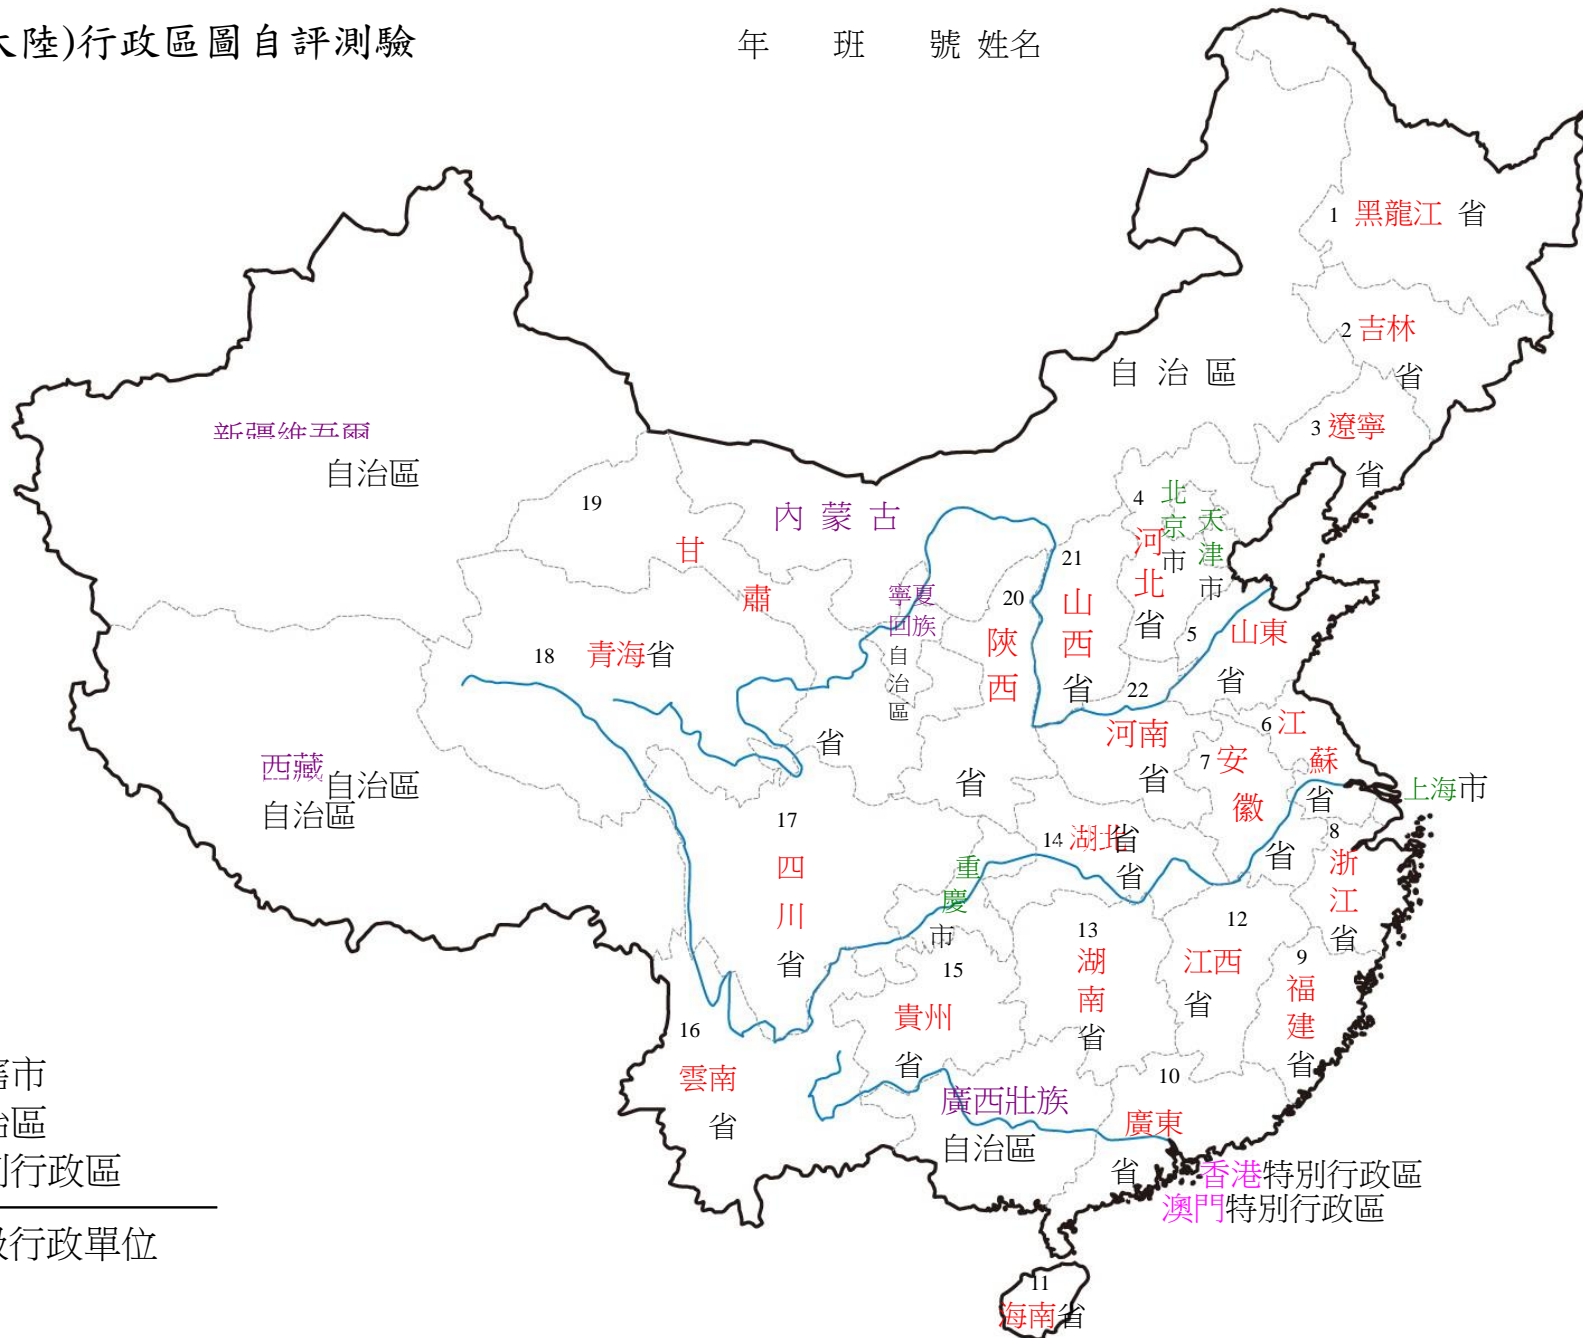 大陸)行政區圖自評測驗
年 班 號 姓名
1 黑龍江 省
2 吉林
省
自 治 區
3 遼寧
省
新疆維吾爾
自治區
19
甘
肅
省
內 蒙 古
4
河
北
省
北
京
市
天
津
市
21
山
西
省
20
陝
西
省
寧夏
回族
自
治
區
5
山東
省
18 青海省
22
河南
省
6 江
蘇
省
7 安
徽
省
上海市
西藏
自治區
自治區
17
四
川
省
14 湖北
省
省
重
慶
市
8
浙
江
省
12
江西
省
13
湖
南
省
9
福
建
省
15
貴州
省
16
雲南
省
10
廣東
省
廣西壯族
自治區
香港特別行政區
澳門特別行政區
11
海南省
轄市
治區
別行政區
級行政單位